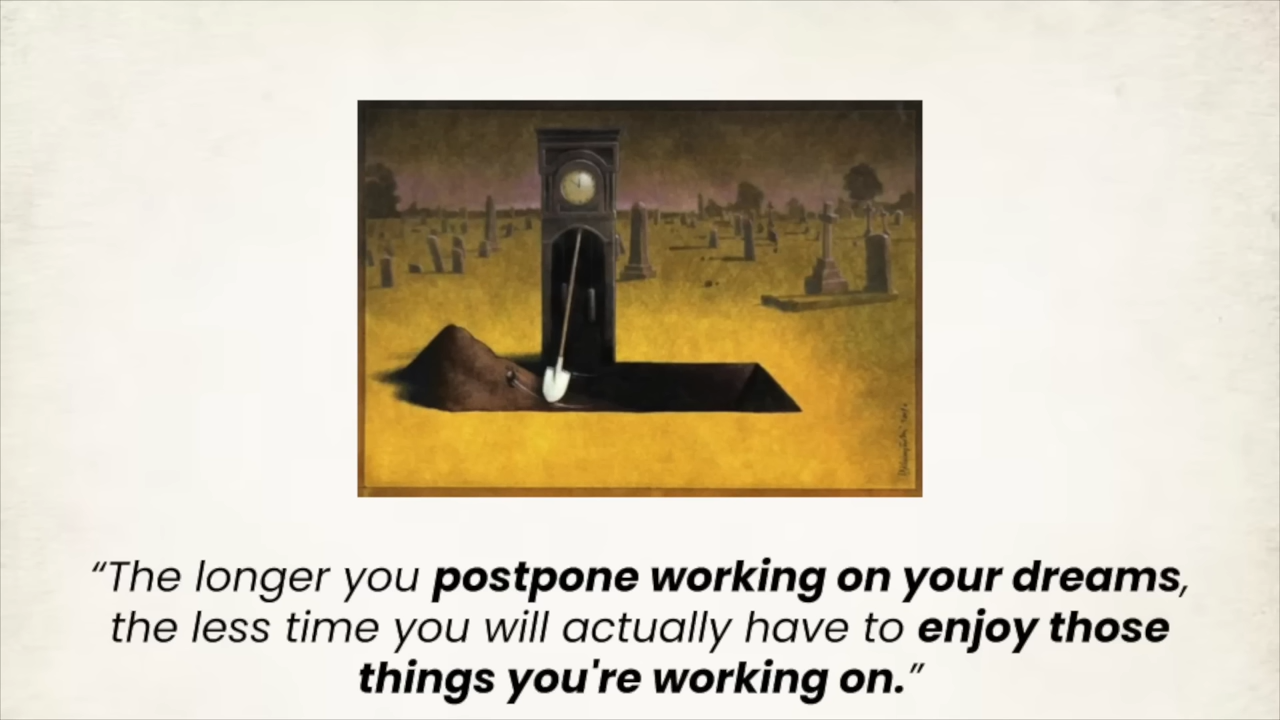 “The longer you postpone working on your dreams,
the less time you will actually have to enjoy those
things you're working on.”